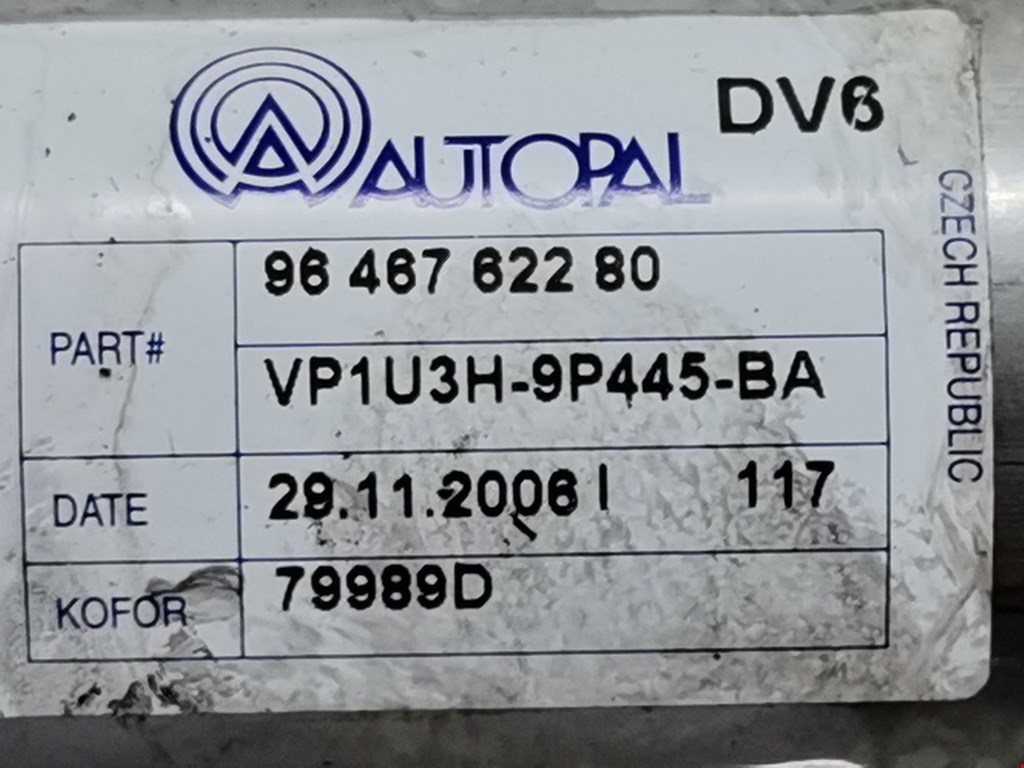 AUTOPAL
DV6
CZECH REPUBLIC
PART#
96 467 622 80
VP1U3H-9P445-BA
DATE
29.11.2006 I 117
KOFOR
79989D